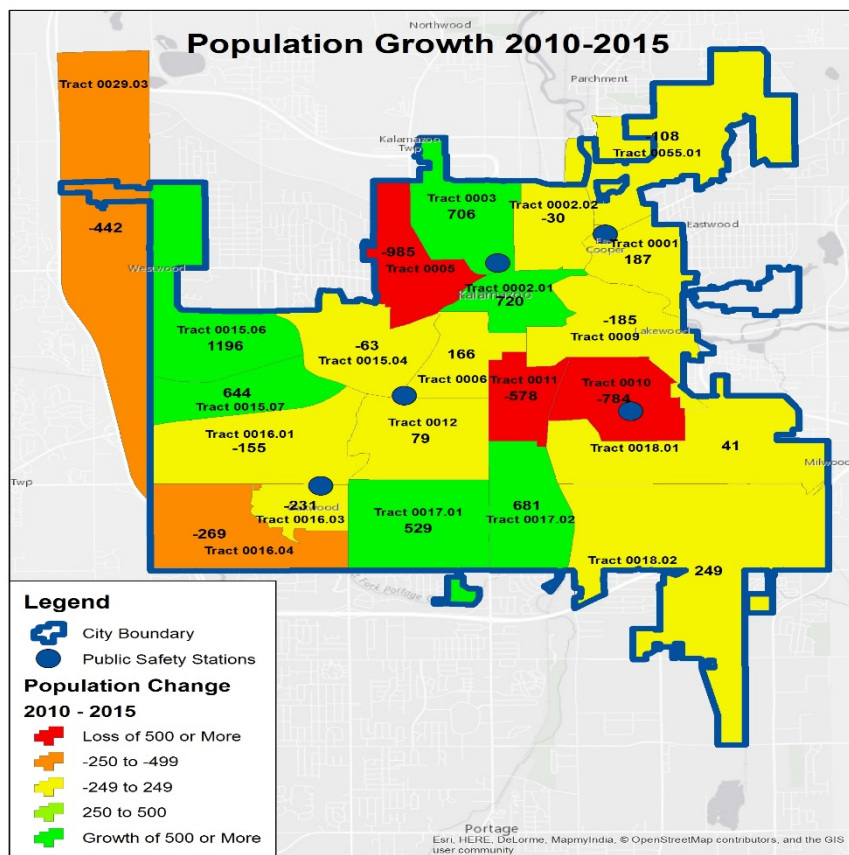 Northwood
Population Growth 2010-2015
Tract 0029.03
Parchment
Kalamazoo
Twp
-108
Tract 0055.01
Tract 0003
706
Tract 0002.02
-30
-442
Eastwood
Cooper
Tract 0001
187
-985
Tract 0005
Westwood
Tract 0002.01
720
-185
Tract 0009
Lakewood
Tract 0015.06
1196
-63
Tract 0015.04
166
Tract 0006
Tract 0011
-578
Tract 0010
-784
644
Tract 0015.07
Tract 0016.01
-155
Tract 0012
79
Tract 0018.01
41
Milwood
Twp
-231
Tract 0016.03
-269
Tract 0016.04
Tract 0017.01
529
681
Tract 0017.02
Tract 0018.02
249
Fork Portage
Legend
City Boundary
Public Safety Stations
Population Change
2010 - 2015
Loss of 500 or More
-250 to -499
-249 to 249
250 to 500
Growth of 500 or More
Portage
Esri, HERE, DeLorme, MapmyIndia, © OpenStreetMap contributors, and the GIS
user community